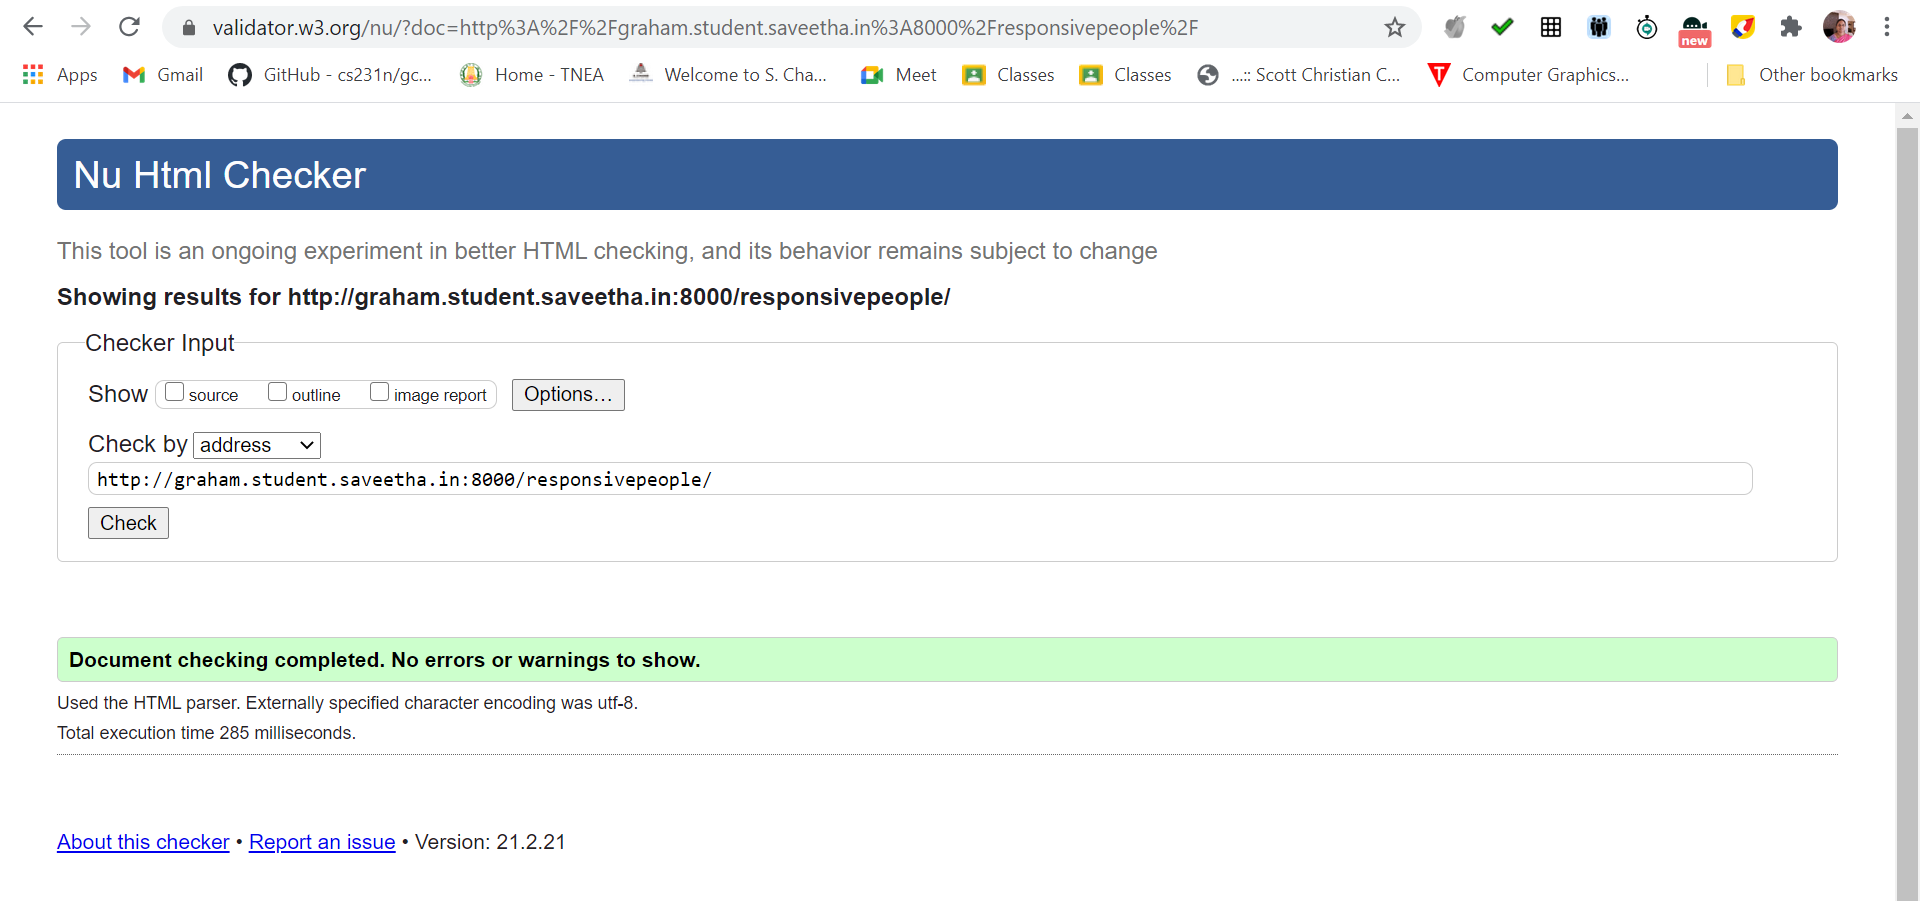 validator.w3.org/nu/?doc=http%3A%2F%2Fgraham.student.saveetha.in%3A8000%2Fresponsivepeople%2F
new
Apps Gmail GitHub - cs231n/gc... Home - TNEA Welcome to S. Cha... Meet Classes Classes ...:: Scott Christian C... T Computer Graphics... Other bookmarks
Nu Html Checker
This tool is an ongoing experiment in better HTML checking, and its behavior remains subject to change
Showing results for http://graham.student.saveetha.in:8000/responsivepeople/
Checker Input
Show source outline image report Options...
Check by address
http://graham.student.saveetha.in:8000/responsivepeople/
Check
Document checking completed. No errors or warnings to show.
Used the HTML parser. Externally specified character encoding was utf-8.
Total execution time 285 milliseconds.
About this checker • Report an issue • Version: 21.2.21